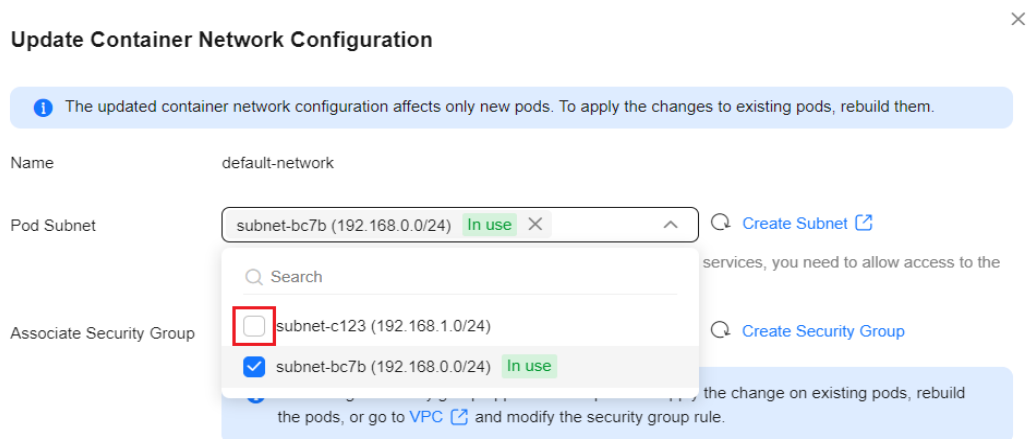 Update Container Network Configuration
The updated container network configuration affects only new pods. To apply the changes to existing pods, rebuild them.
Name default-network
Pod Subnet subnet-bc7b (192.168.0.0/24) In use Create Subnet
Search
services, you need to allow access to the
subnet-c123 (192.168.1.0/24)
Associate Security Group Create Security Group
subnet-bc7b (192.168.0.0/24) In use
the change on existing pods, rebuild
the pods, or go to VPC and modify the security group rule.